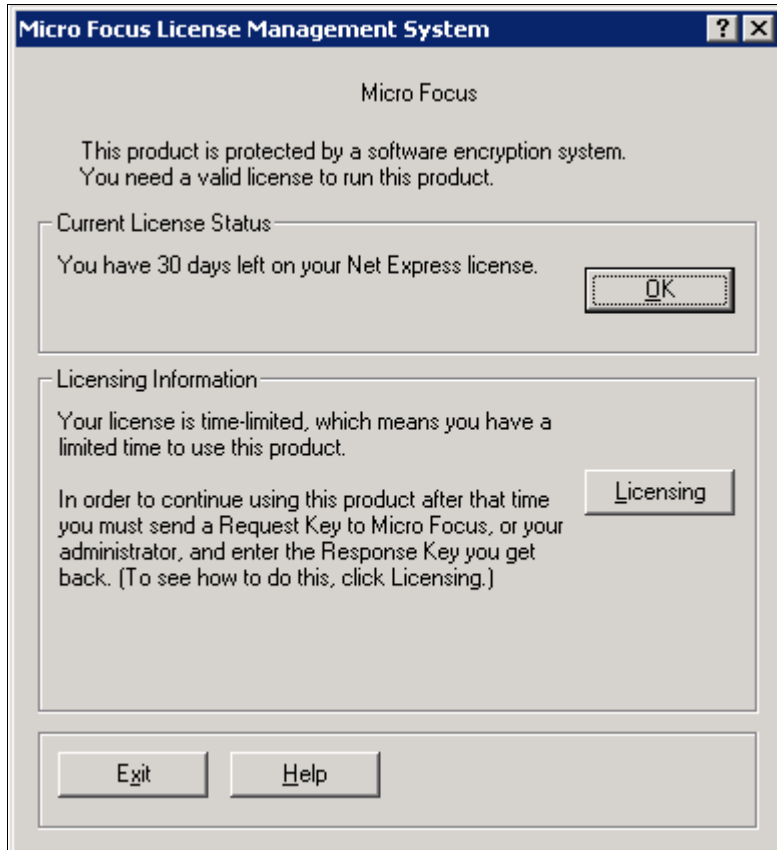 Micro Focus License Management System
Micro Focus
This product is protected by a software encryption system.
You need a valid license to run this product.
Current License Status
You have 30 days left on your Net Express license.
OK
Licensing Information
Your license is time-limited, which means you have a
limited time to use this product.
In order to continue using this product after that time
you must send a Request Key to Micro Focus, or your
administrator, and enter the Response Key you get
back. (To see how to do this, click Licensing.)
Licensing
Exit
Help